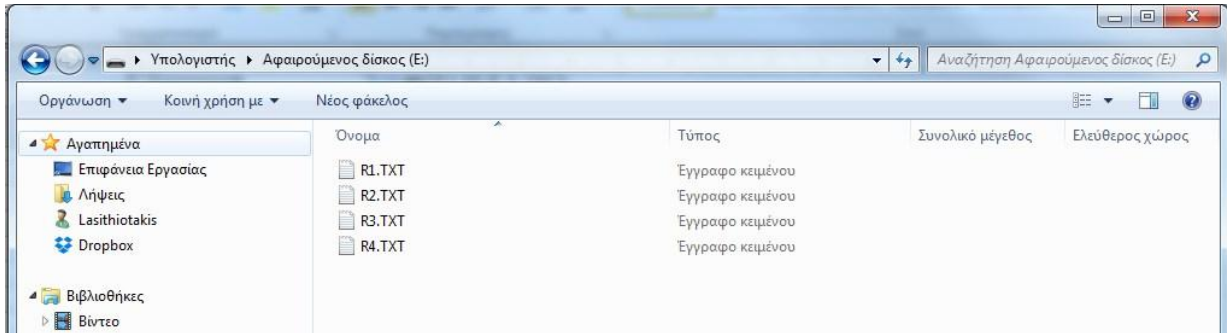 Υπολογιστής Αφαιρούμενος δίσκος (E:)
Αναζήτηση Αφαιρούμενος δίσκος (E:)
Οργάνωση Κοινή χρήση με Νέος φάκελος
Όνομα Τύπος Συνολικό μέγεθος Ελεύθερος χώρος
Αγαπημένα
Επιφάνεια Εργασίας
Λήψεις
Lasithiotakis
Dropbox
Βιβλιοθήκες
Βίντεο
R1.TXT Έγγραφο κειμένου
R2.TXT Έγγραφο κειμένου
R3.TXT Έγγραφο κειμένου
R4.TXT Έγγραφο κειμένου